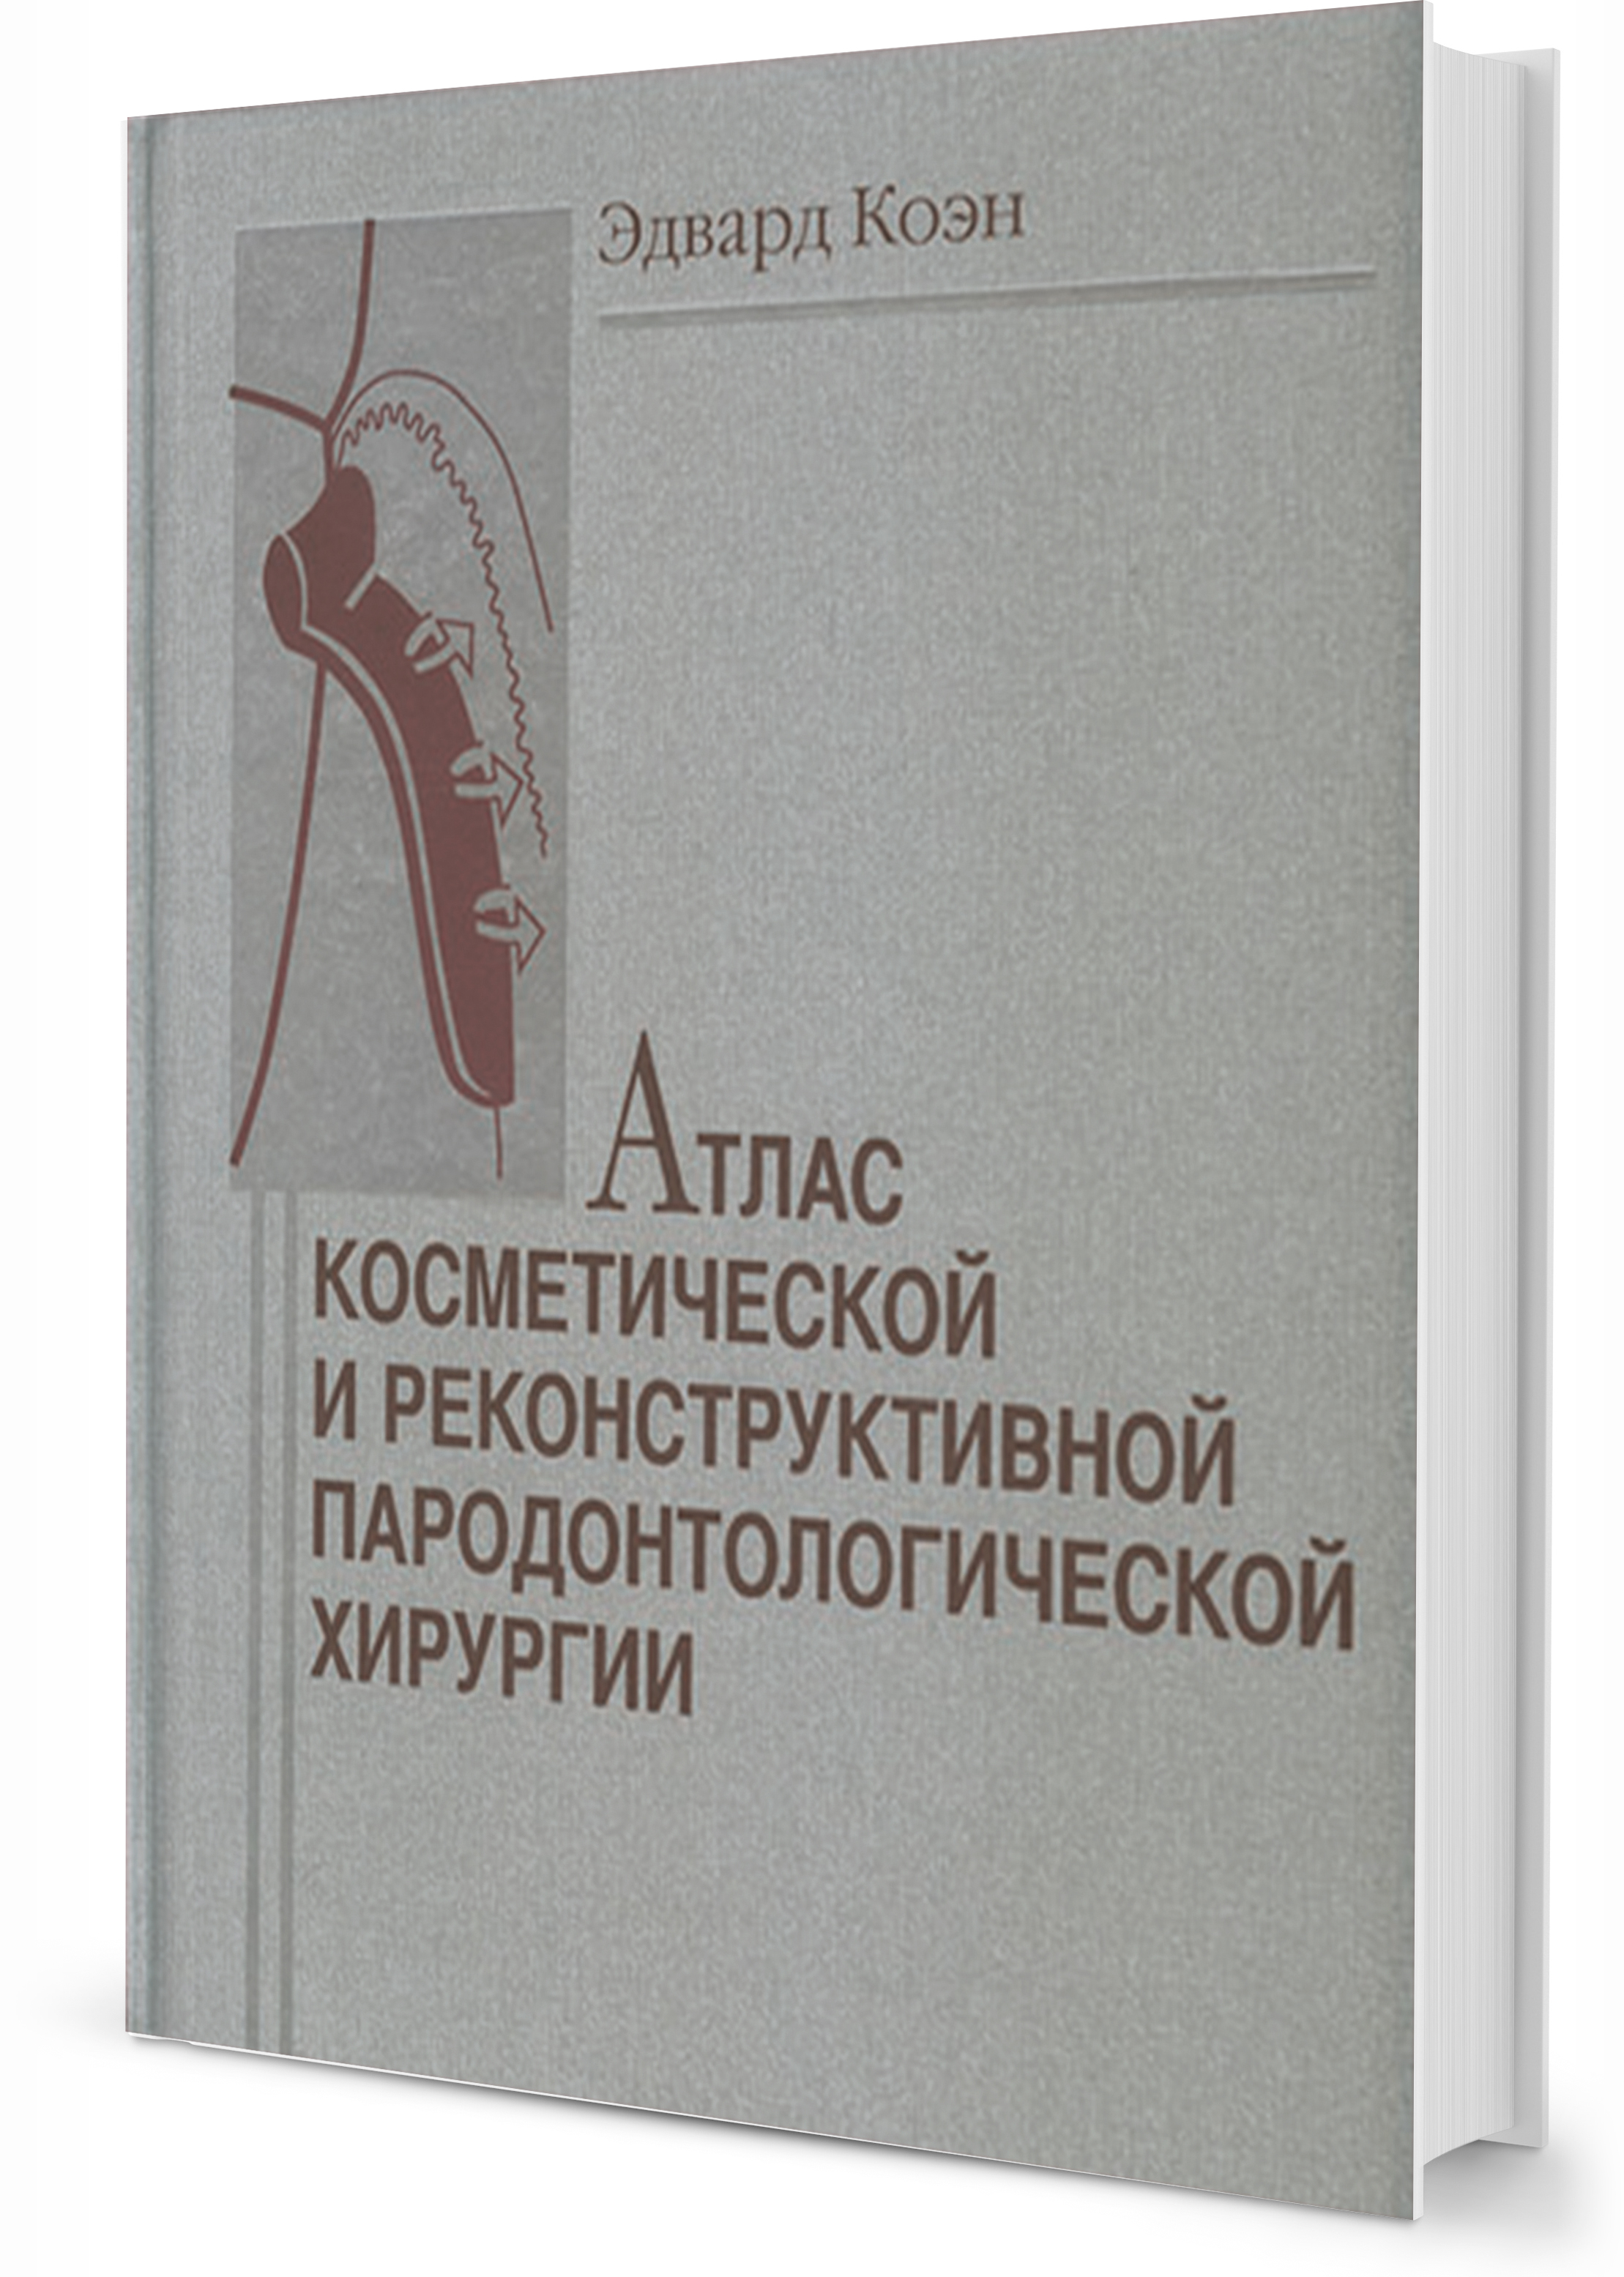 Эдвард Коэн
Атлас
КОСМЕТИЧЕСКОЙ
И РЕКОНСТРУКТИВНОЙ
ПАРОДОНТОЛОГИЧЕСКОЙ
ХИРУРГИИ